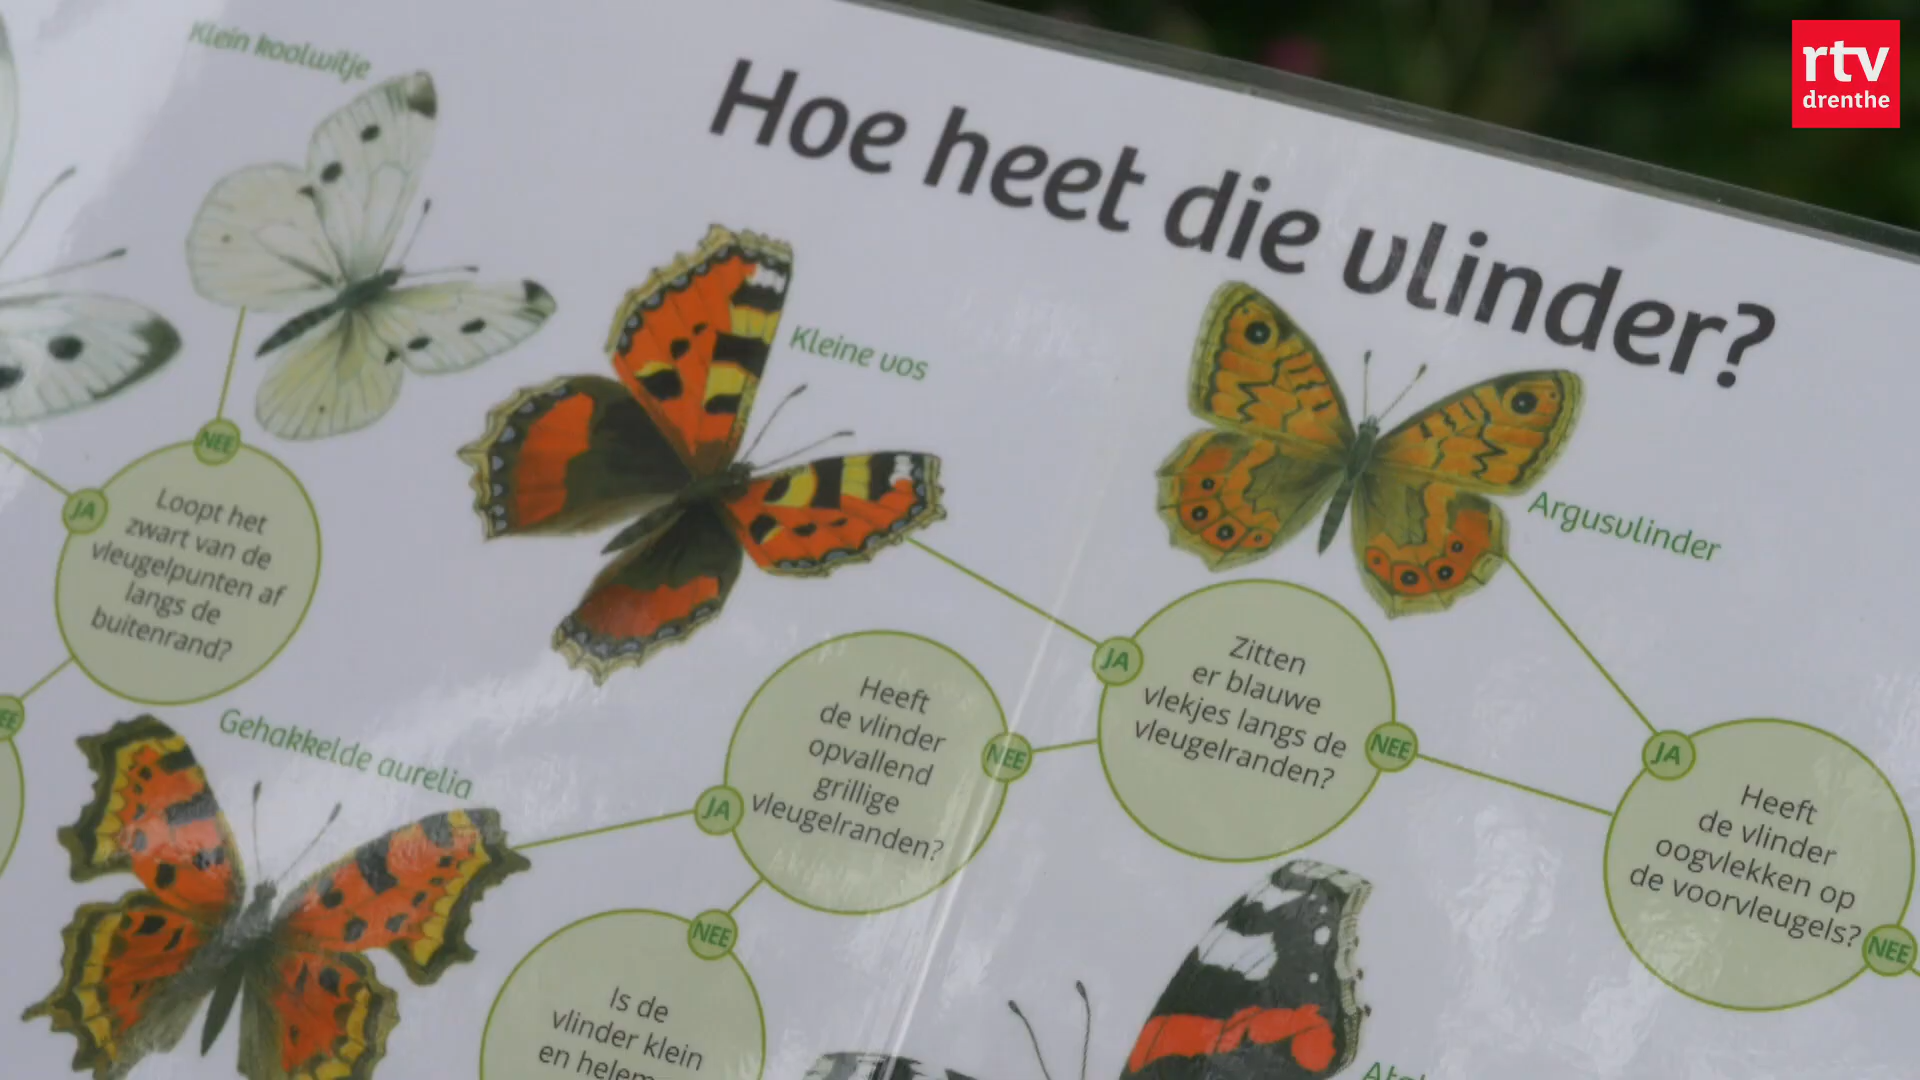 rtv
drenthe
Hoe heet die vlinder?
Klein koolwitje
Kleine vos
Argusvlinder
NEE
JA
Loopt het
zwart van de
vleugelpunten af
langs de
buitenrand?
Gehakkelde aurelia
JA
Heeft
de vlinder
opvallend
grillige
vleugelranden?
NEE
NEE
JA
Zitten
er blauwe
vlekjes langs de
vleugelranden?
NEE
JA
Heeft
de vlinder
oogvlekken op
de voorvleugels?
NEE
Is de
vlinder klein
en